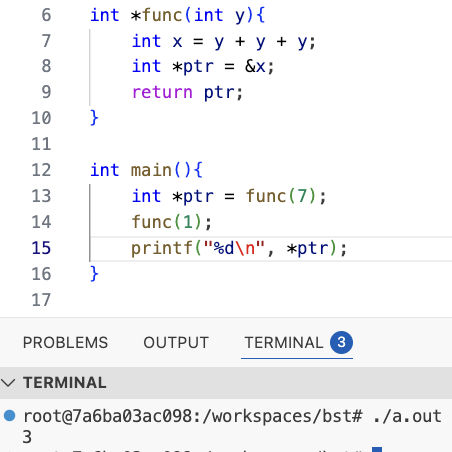 6 int *func(int y){
7     int x = y + y + y;
8     int *ptr = &x;
9     return ptr;
10 }
11
12 int main(){
13     int *ptr = func(7);
14     func(1);
15     printf("%d\n", *ptr);
16 }
17
PROBLEMS OUTPUT TERMINAL 3
TERMINAL
root@7a6ba03ac098:/workspaces/bst# ./a.out
3